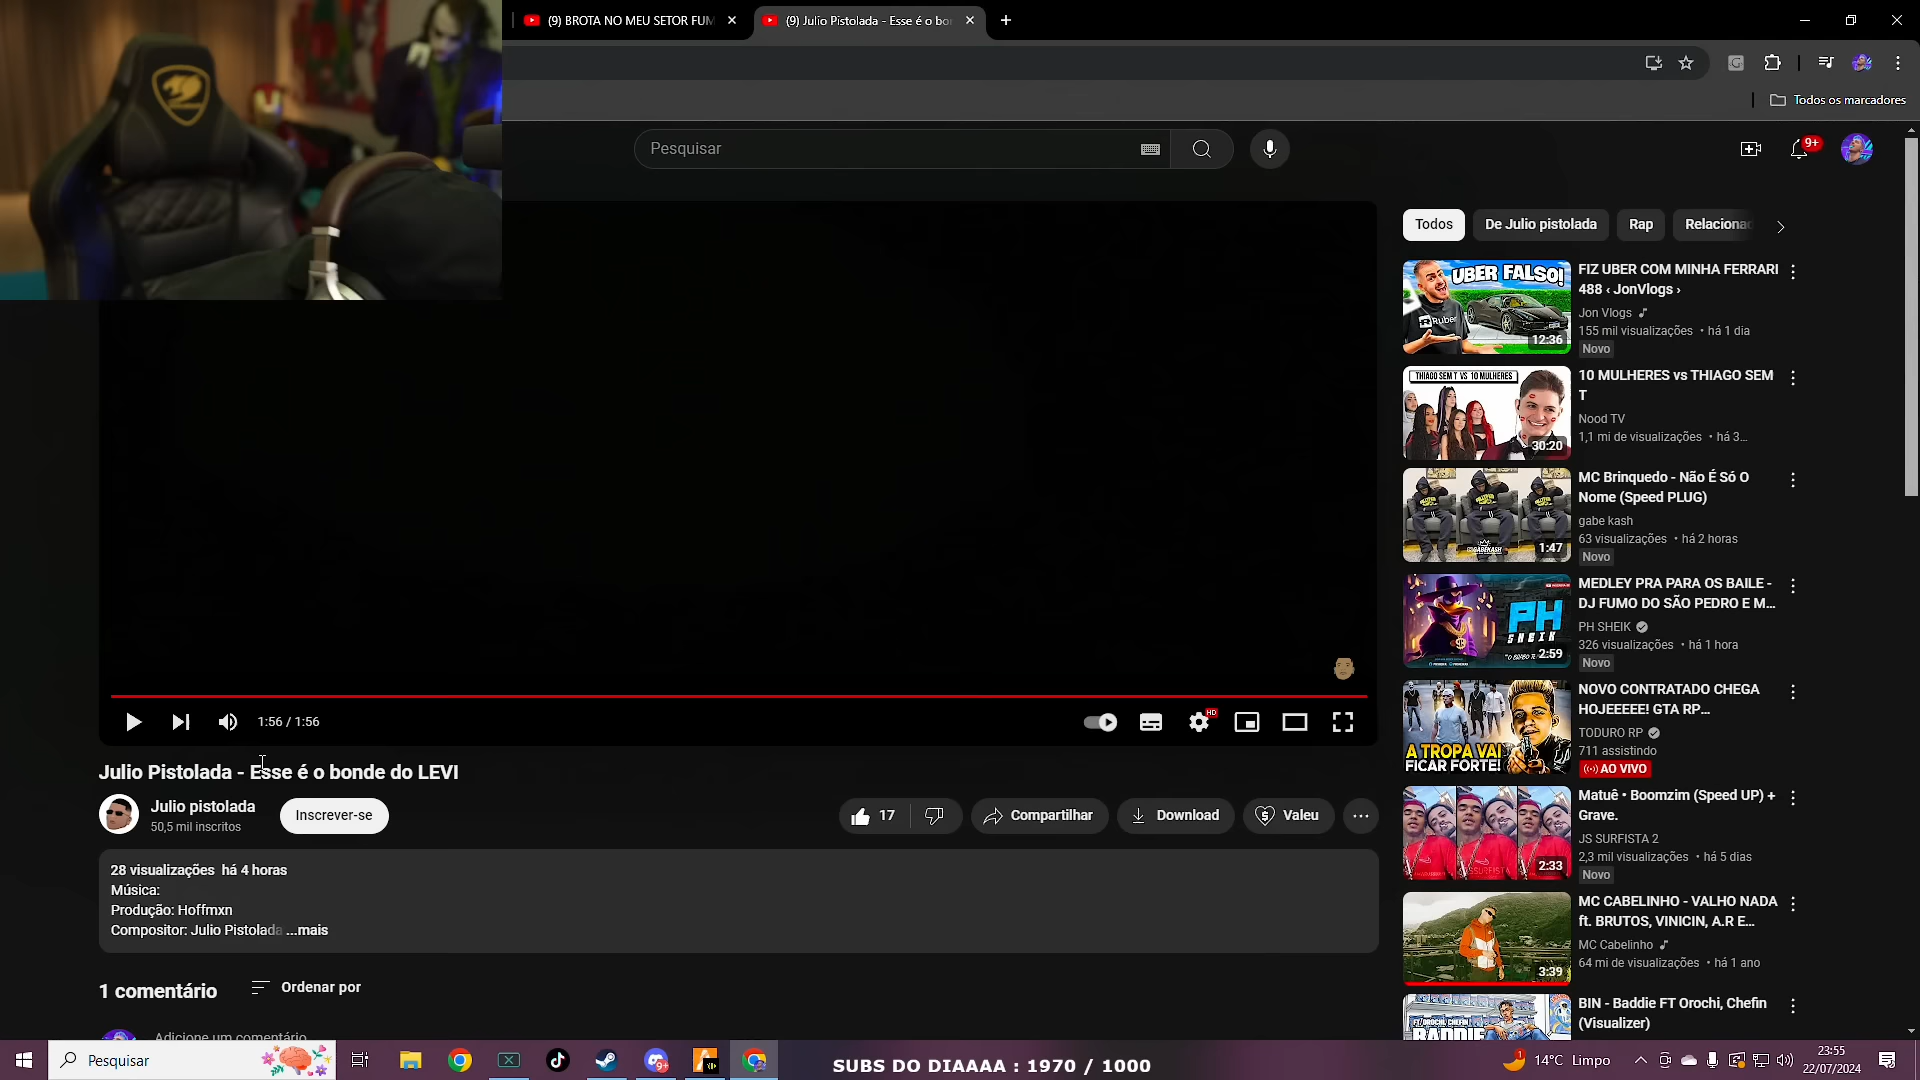 (9) BROTA NO MEU SETOR FUM
(9) Julio Pistolada - Esse é o bo
Todos os marcadores
Pesquisar
9+
Todos
De Julio pistolada
Rap
Relacionad
UBER FALSO!
Ruber
12:36
FIZ UBER COM MINHA FERRARI
488 ‹ JonVlogs ›
Jon Vlogs
155 mil visualizações • há 1 dia
Novo
THIAGO SEM T VS 10 MULHERES
30:20
10 MULHERES vs THIAGO SEM
T
Nood TV
1,1 mi de visualizações • há 3...
1:47
MC Brinquedo - Não É Só O
Nome (Speed PLUG)
gabe kash
63 visualizações • há 2 horas
Novo
PH
SHEIK
2:59
MEDLEY PRA PARA OS BAILE -
DJ FUMO DO SÃO PEDRO E M...
PH SHEIK
326 visualizações • há 1 hora
Novo
A TROPA VAI
FICAR FORTE!
NOVO CONTRATADO CHEGA
HOJEEEEE! GTA RP...
TODURO RP
711 assistindo
AO VIVO
2:33
Matuê • Boomzim (Speed UP) +
Grave.
JS SURFISTA 2
2,3 mil visualizações • há 5 dias
Novo
3:39
MC CABELINHO - VALHO NADA
ft. BRUTOS, VINICIN, A.R E...
MC Cabelinho
64 mi de visualizações • há 1 ano
FT. OROCHI, CHEFIN
BADDIE
BIN - Baddie FT Orochi, Chefin
(Visualizer)
1:56 / 1:56
HD
Julio Pistolada - Esse é o bonde do LEVI
Julio pistolada
50,5 mil inscritos
Inscrever-se
17
Compartilhar
Download
Valeu
28 visualizações há 4 horas
Música:
Produção: Hoffmxn
Compositor: Julio Pistolada ...mais
1 comentário
Ordenar por
Adicione um comentário
Pesquisar
9+
SUBS DO DIAAAA : 1970 / 1000
1
14°C Limpo
23:55
22/07/2024